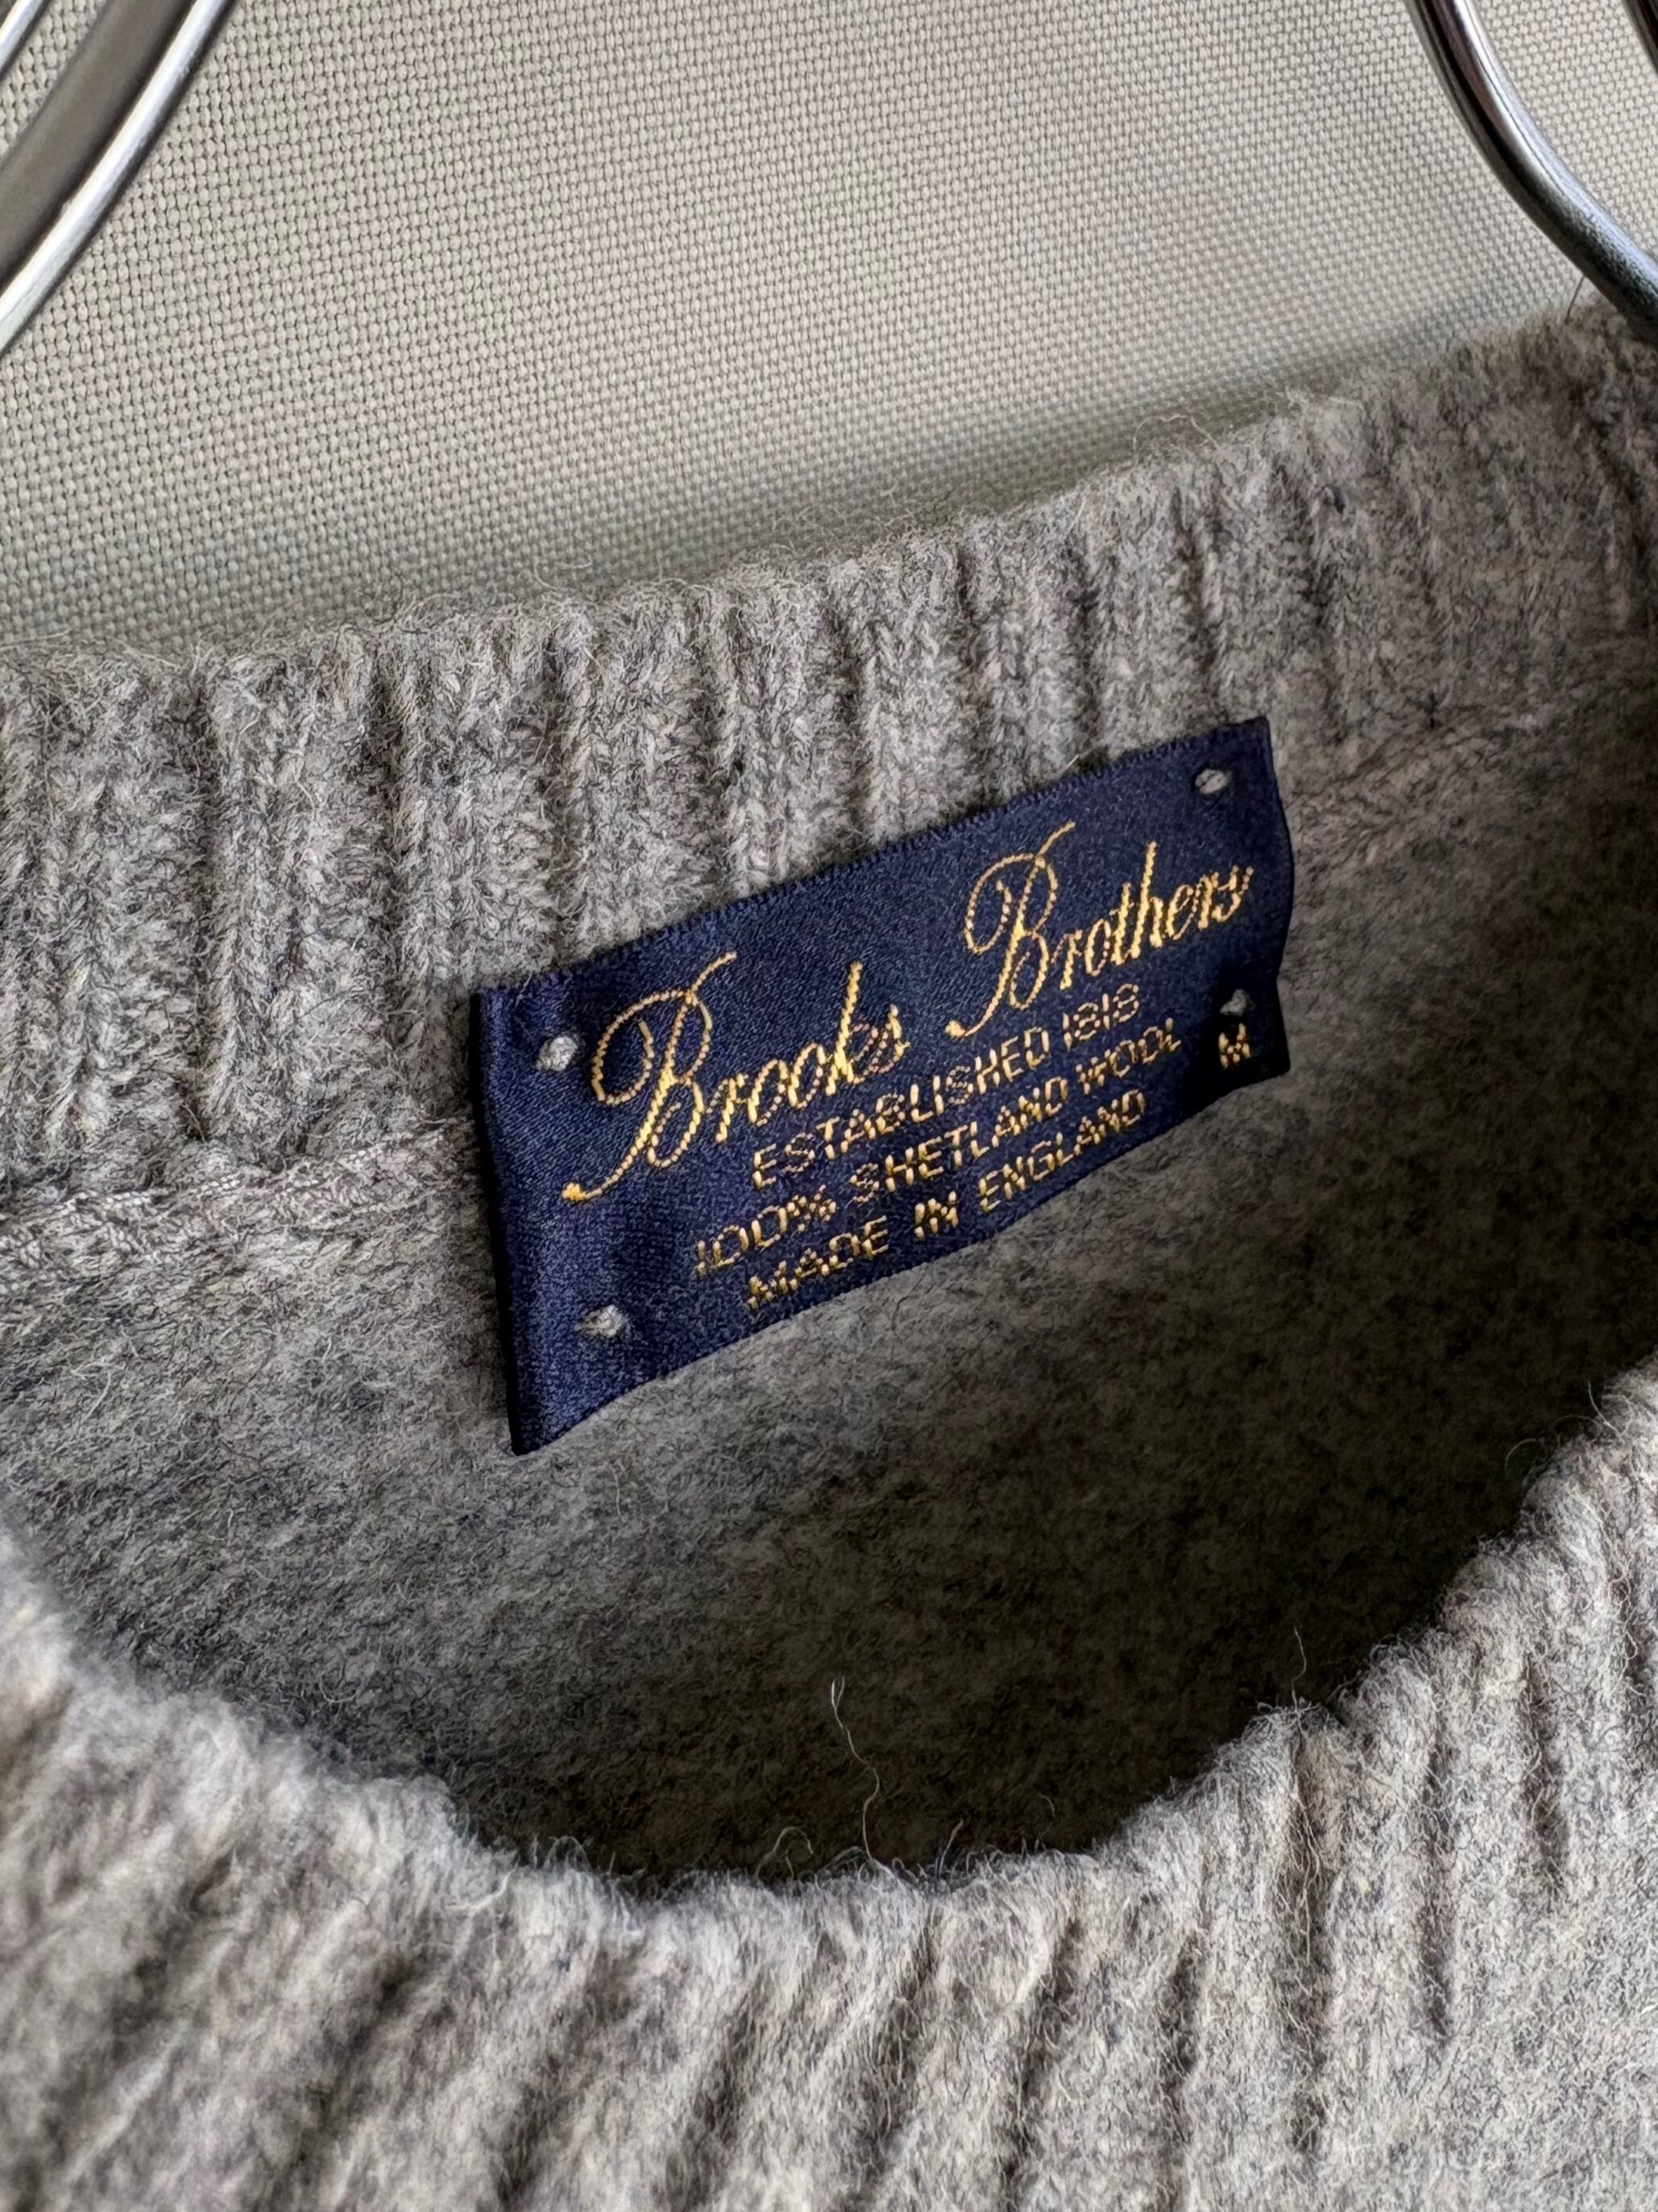 Brooks Brothers
ESTABLISHED 1818
100% SHETLAND WOOL M
MADE IN ENGLAND